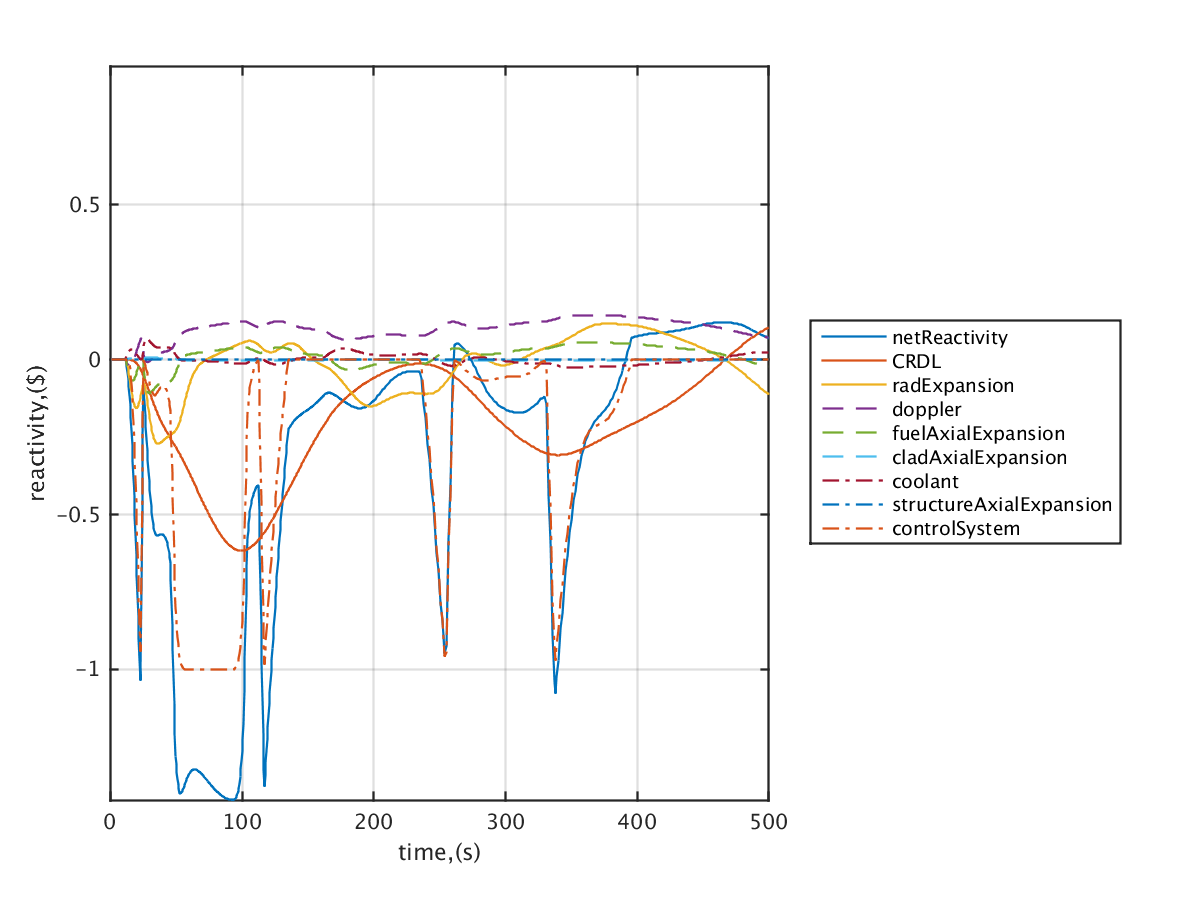 0.5
0
-0.5
-1
reactivity,($)
0 100 200 300 400 500
time,(s)
netReactivity
CRDL
radExpansion
doppler
fuelAxialExpansion
cladAxialExpansion
coolant
structureAxialExpansion
controlSystem